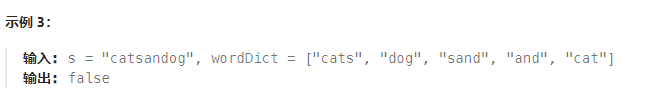 示例 3：
输入: s = "catsandog", wordDict = ["cats", "dog", "sand", "and", "cat"]
输出: false